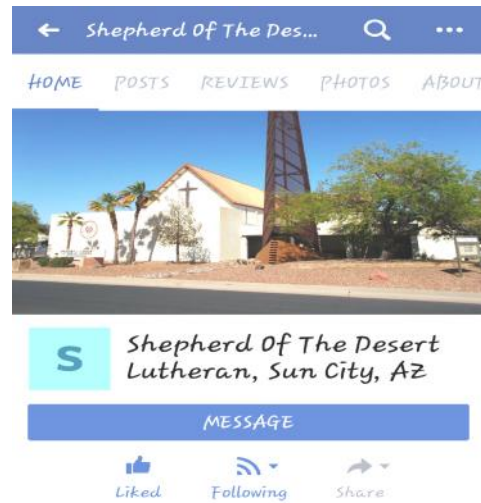 Shepherd Of The Des...
HOME POSTS REVIEWS PHOTOS ABOUT
S
Shepherd Of The Desert
Lutheran, Sun City, AZ
MESSAGE
Liked Following Share